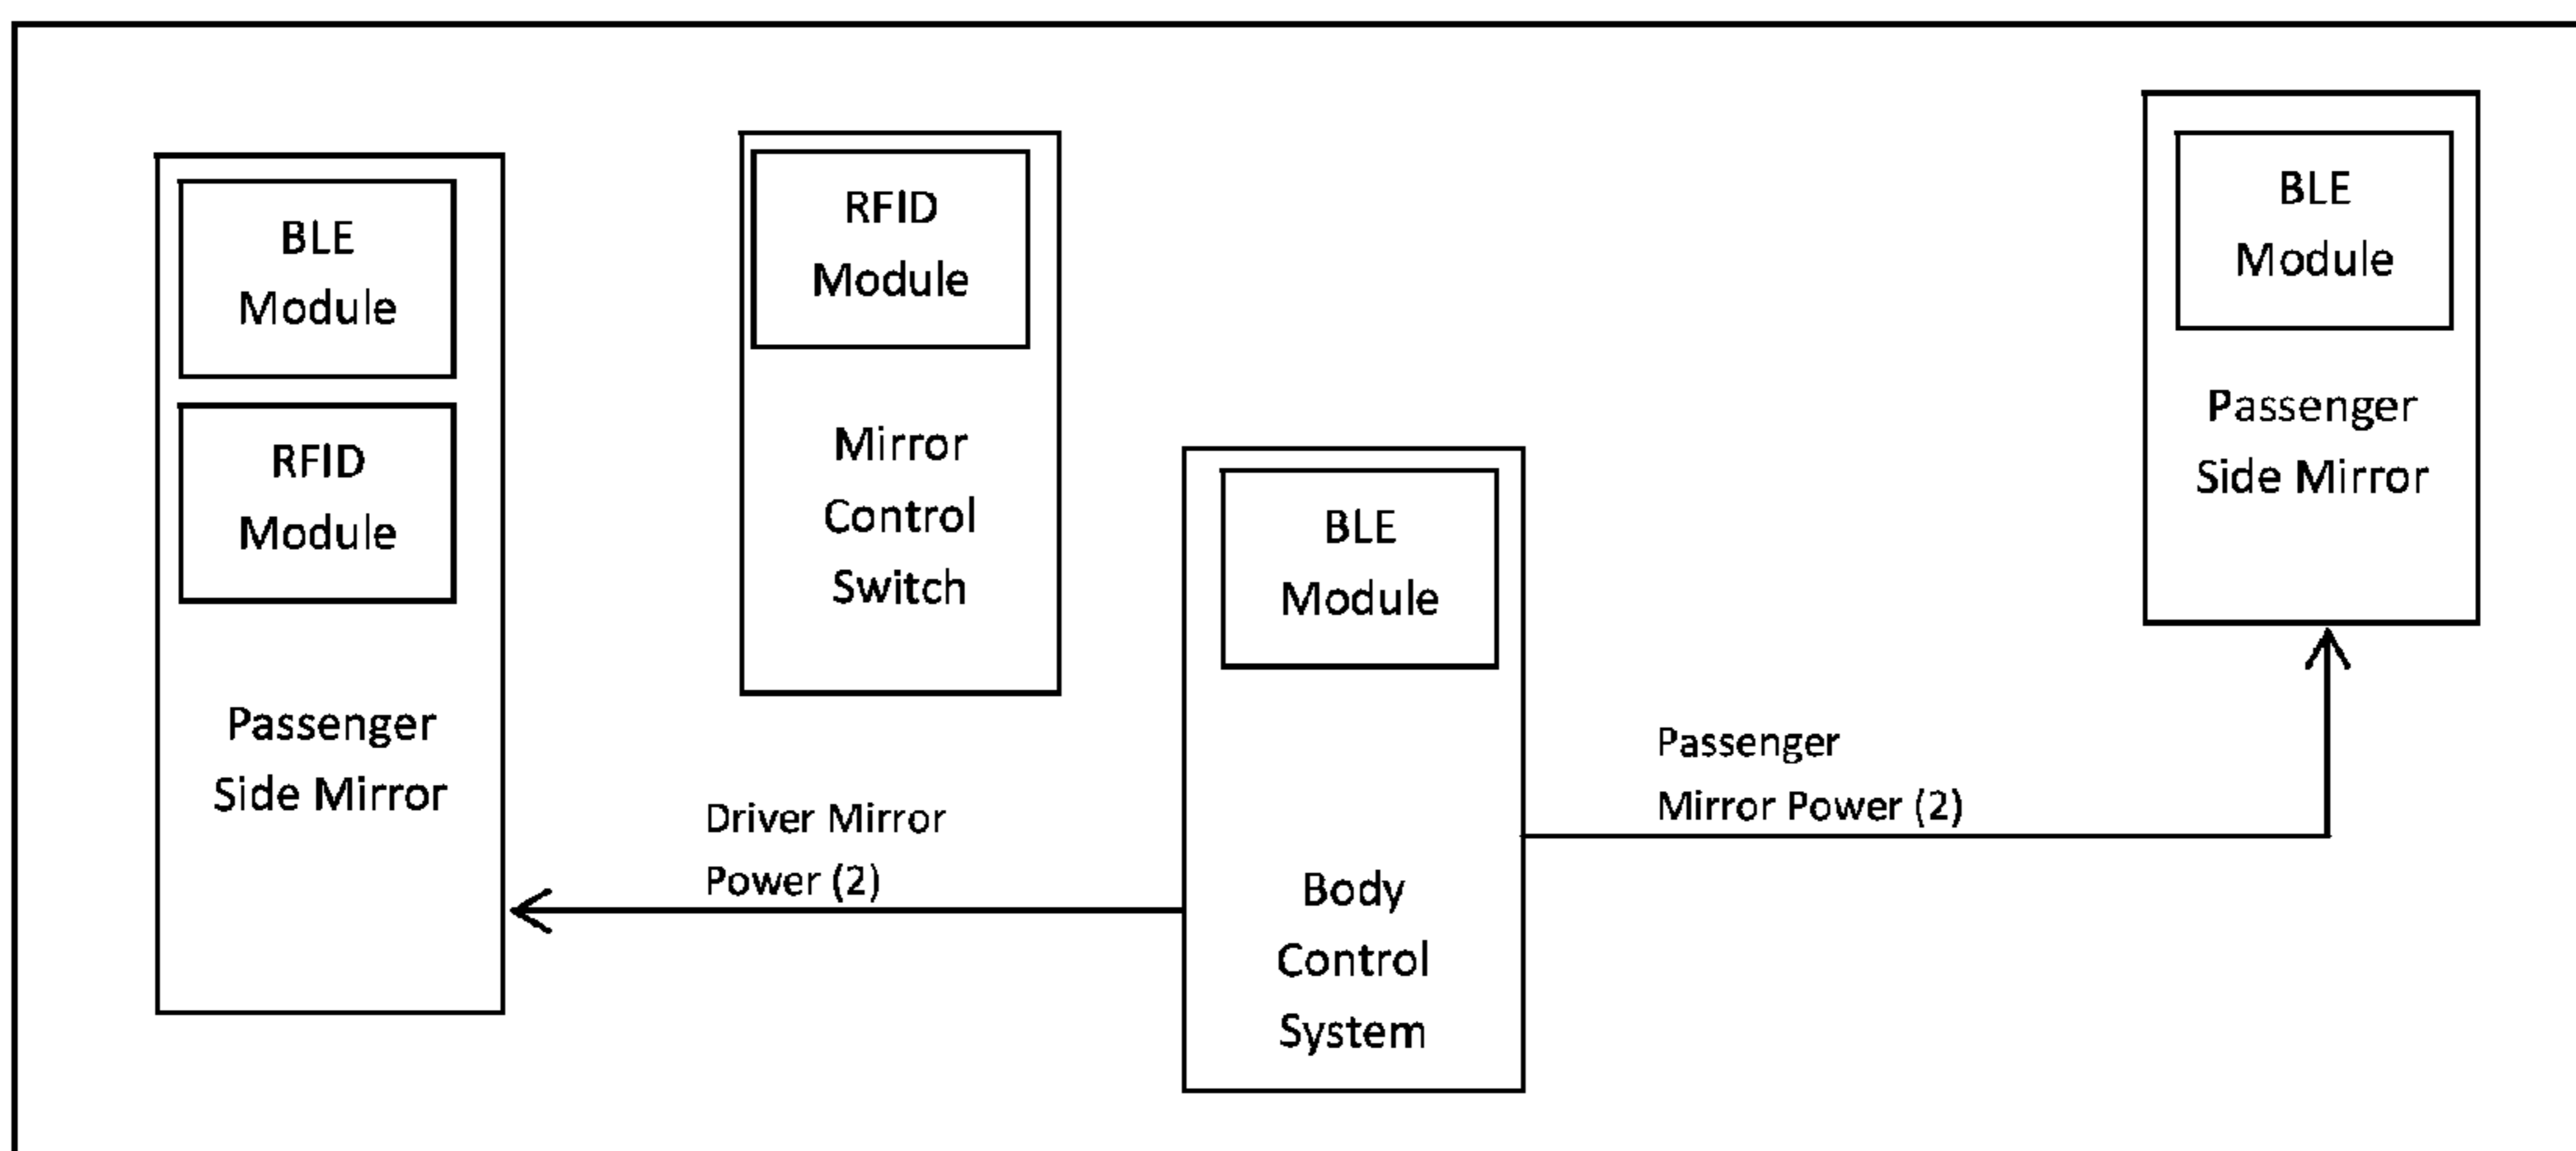 BLE
Module
RFID
Module
Passenger
Side Mirror
RFID
Module
Mirror
Control
Switch
Driver Mirror
Power (2)
BLE
Module
Body
Control
System
Passenger
Mirror Power (2)
BLE
Module
Passenger
Side Mirror